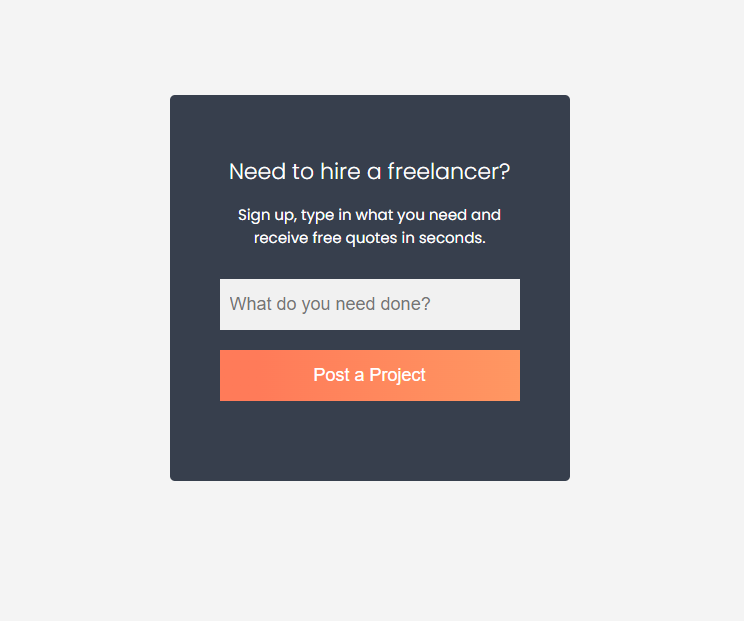 Need to hire a freelancer?
Sign up, type in what you need and
receive free quotes in seconds.
What do you need done?
Post a Project